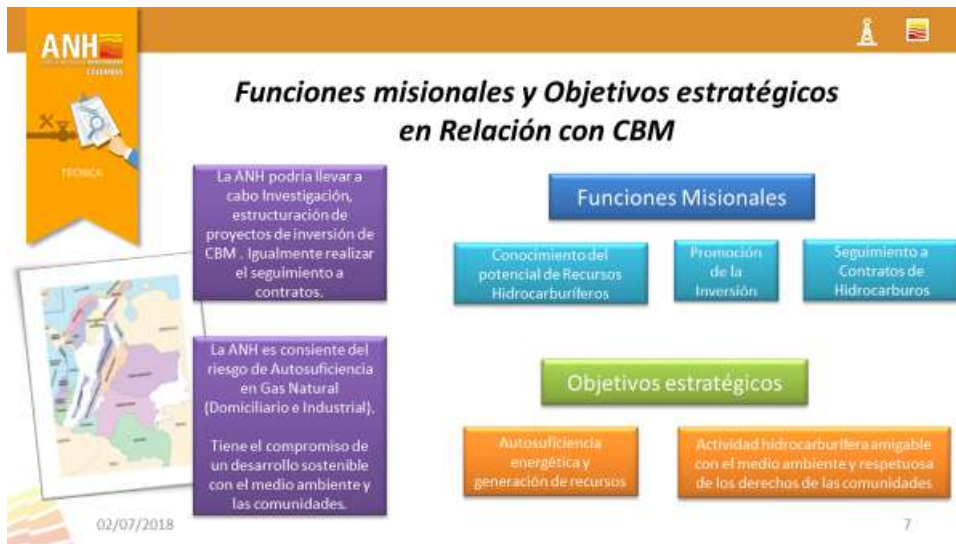 ANH
COLOMBIA
TÉCNICA
Funciones misionales y Objetivos estratégicos
en Relación con CBM
La ANH podría llevar a
cabo Investigación,
estructuración de
proyectos de inversión de
CBM . Igualmente realizar
el seguimiento a
contratos.
La ANH es consiente del
riesgo de Autosuficiencia
en Gas Natural
(Domiciliario e Industrial).
Tiene el compromiso de
un desarrollo sostenible
con el medio ambiente y
las comunidades.
Funciones Misionales
Conocimiento del
potencial de Recursos
Hidrocarburíferos
Promoción
de la
Inversión
Seguimiento a
Contratos de
Hidrocarburos
Objetivos estratégicos
Autosuficiencia
energética y
generación de recursos
Actividad hidrocarburífera amigable
con el medio ambiente y respetuosa
de los derechos de las comunidades
02/07/2018
7